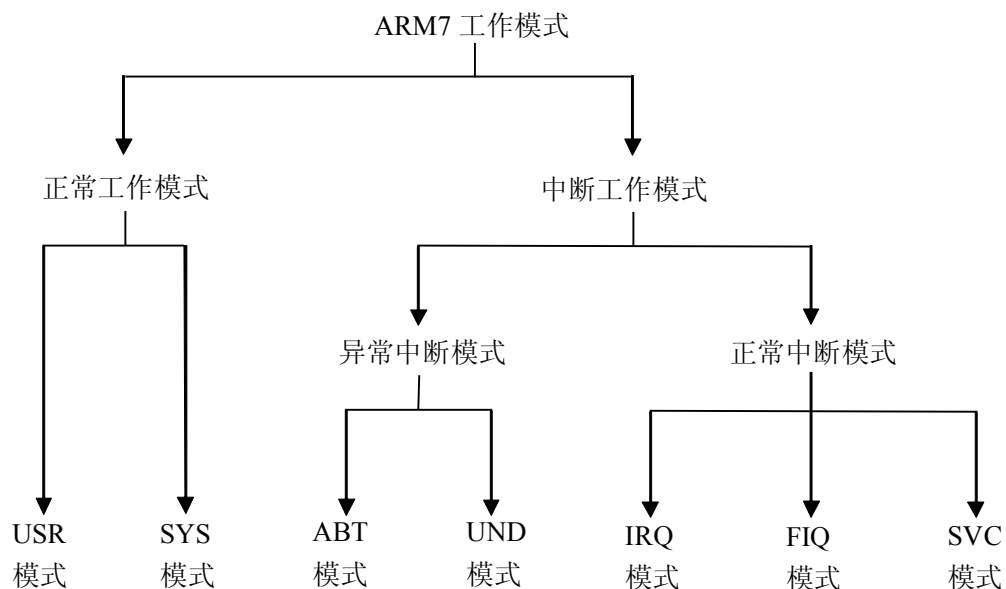 ARM7 工作模式
正常工作模式
中断工作模式
异常中断模式
正常中断模式
USR
模式
SYS
模式
ABT
模式
UND
模式
IRQ
模式
FIQ
模式
SVC
模式